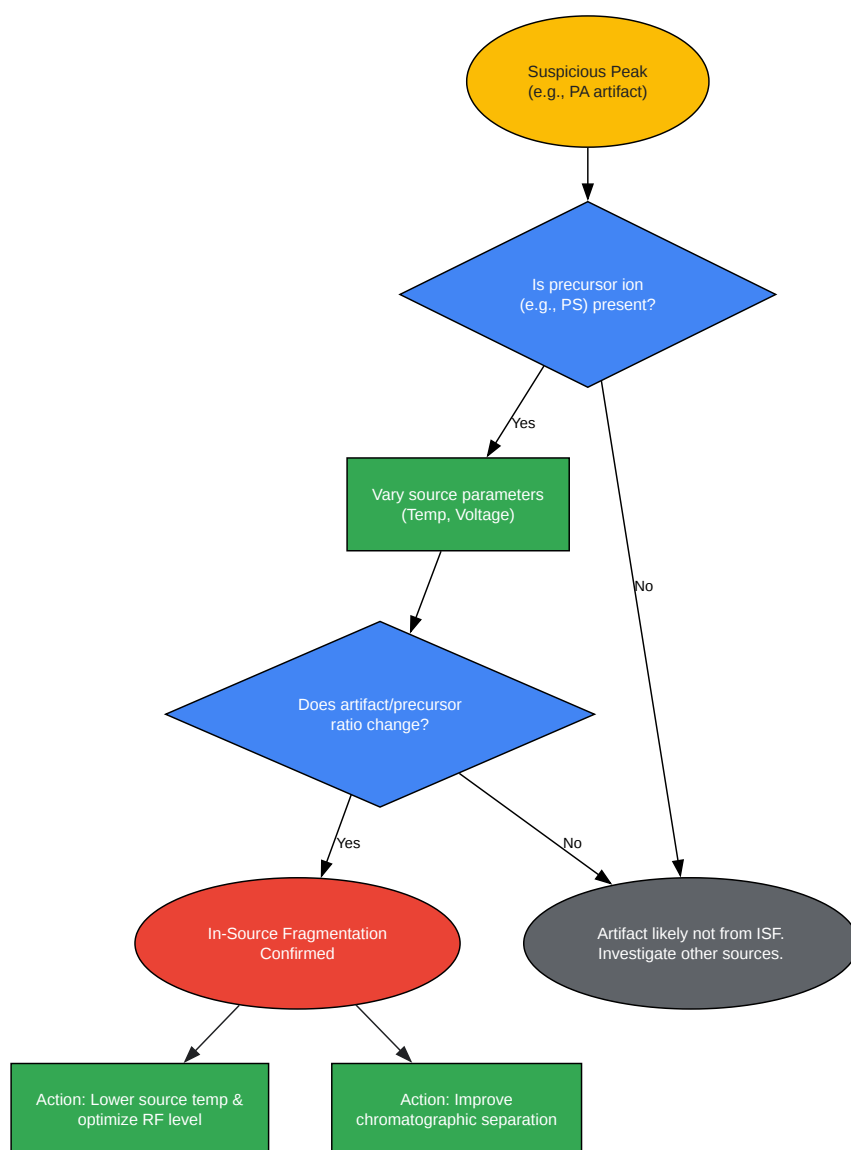 Suspicious Peak
(e.g., PA artifact)
Is precursor ion
(e.g., PS) present?
Yes
Vary source parameters
(Temp, Voltage)
No
Does artifact/precursor
ratio change?
Yes
No
In-Source Fragmentation
Confirmed
Artifact likely not from ISF.
Investigate other sources.
Action: Lower source temp &
optimize RF level
Action: Improve
chromatographic separation